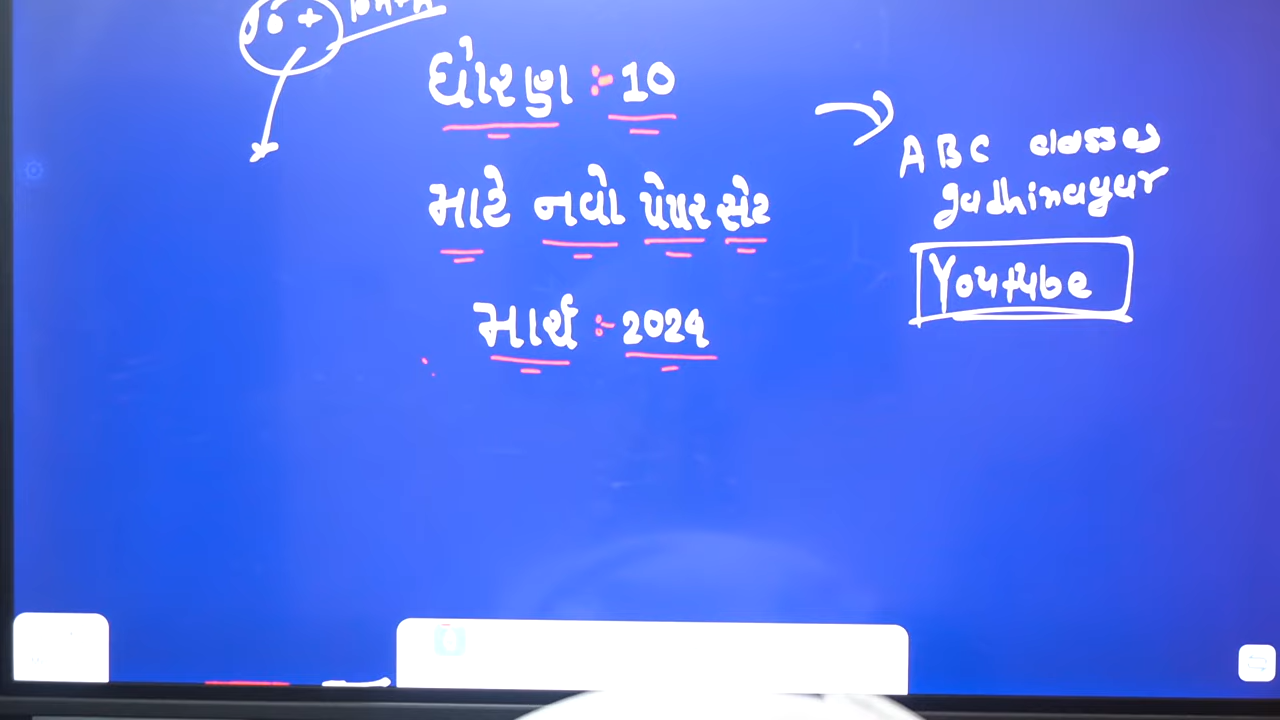 ધોરણ :- 10
માટે નવો પેપર સેટ
માર્ચ :- 2024
ABC classes
gadhinagar
Youtube